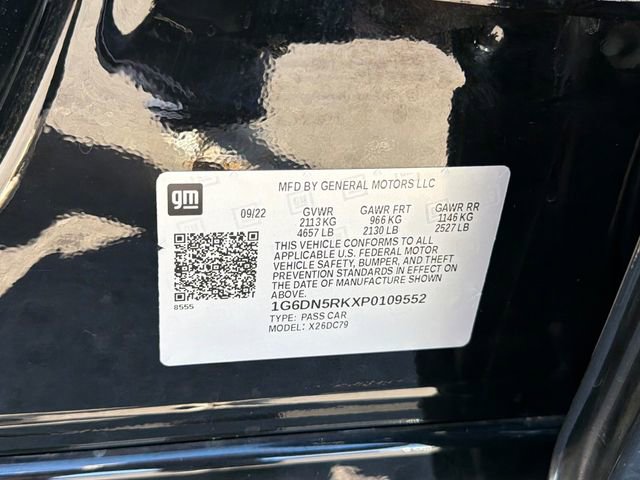 gm
MFD BY GENERAL MOTORS LLC
09/22 GVWR GAWR FRT GAWR RR
2113 KG 966 KG 1146 KG
4657 LB 2130 LB 2527 LB
THIS VEHICLE CONFORMS TO ALL
APPLICABLE U.S. FEDERAL MOTOR
VEHICLE SAFETY, BUMPER, AND THEFT
PREVENTION STANDARDS IN EFFECT ON
THE DATE OF MANUFACTURE SHOWN
ABOVE.
8555
1G6DN5RKXP0109552
TYPE: PASS CAR
MODEL: X26DC79